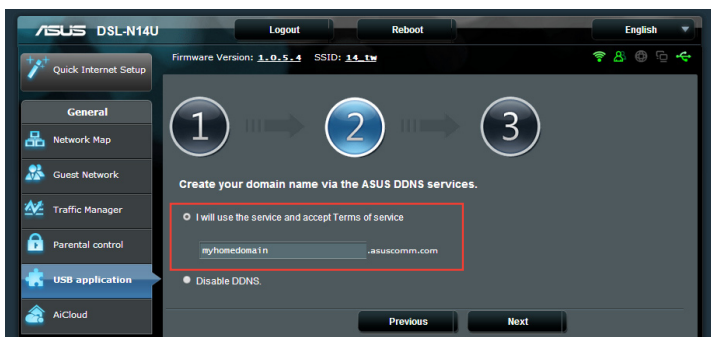 ASUS DSL-N14U Logout Reboot English
Quick Internet Setup
Firmware Version: 1.0.5.4 SSID: 14_tw
General
Network Map
Guest Network
Traffic Manager
Parental control
USB application
AiCloud
1 2 3
Create your domain name via the ASUS DDNS services.
I will use the service and accept Terms of service
myhomedomain .asuscomm.com
Disable DDNS.
Previous Next